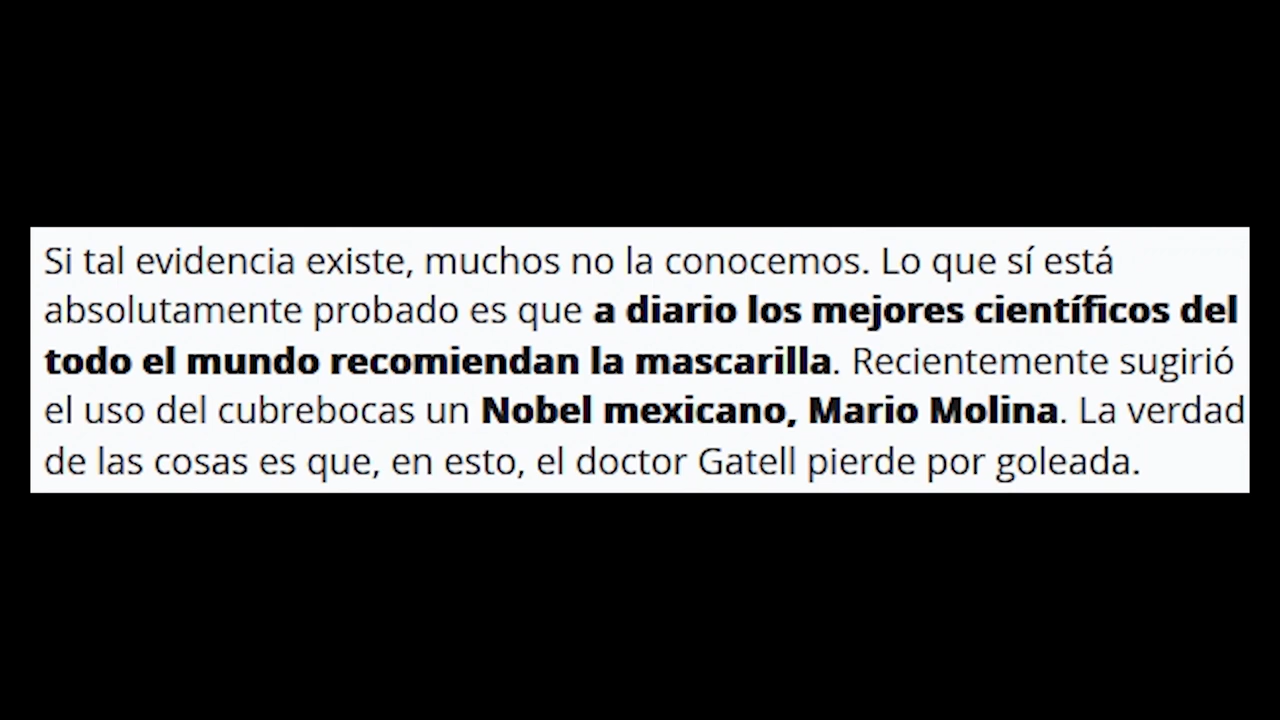 Si tal evidencia existe, muchos no la conocemos. Lo que sí está
absolutamente probado es que a diario los mejores científicos del
todo el mundo recomiendan la mascarilla. Recientemente sugirió
el uso del cubrebocas un Nobel mexicano, Mario Molina. La verdad
de las cosas es que, en esto, el doctor Gatell pierde por goleada.